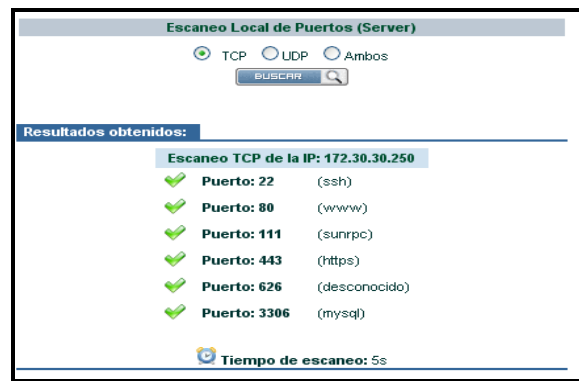 Escaneo Local de Puertos (Server)
TCP UDP Ambos
BUSCAR
Resultados obtenidos:
Escaneo TCP de la IP: 172.30.30.250
Puerto: 22 (ssh)
Puerto: 80 (www)
Puerto: 111 (sunrpc)
Puerto: 443 (https)
Puerto: 626 (desconocido)
Puerto: 3306 (mysql)
Tiempo de escaneo: 5s